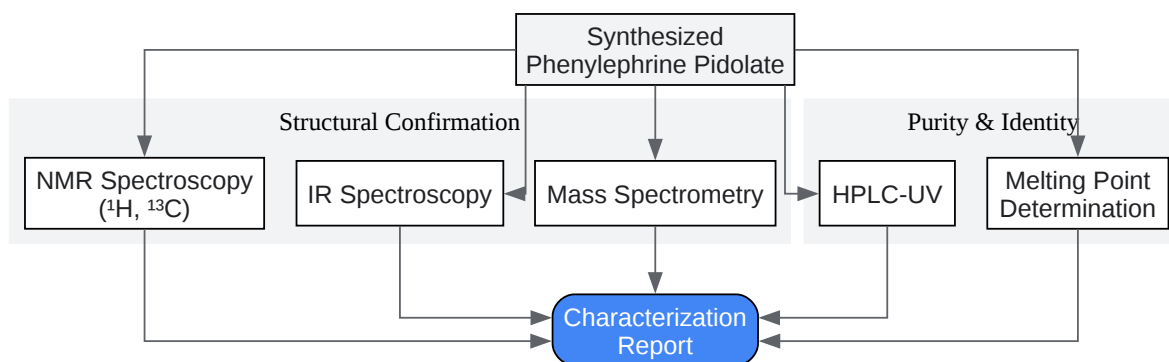 Synthesized
Phenylephrine Pidolate
Structural Confirmation
Purity & Identity
NMR Spectroscopy
(¹H, ¹³C)
IR Spectroscopy
Mass Spectrometry
HPLC-UV
Melting Point
Determination
Characterization
Report